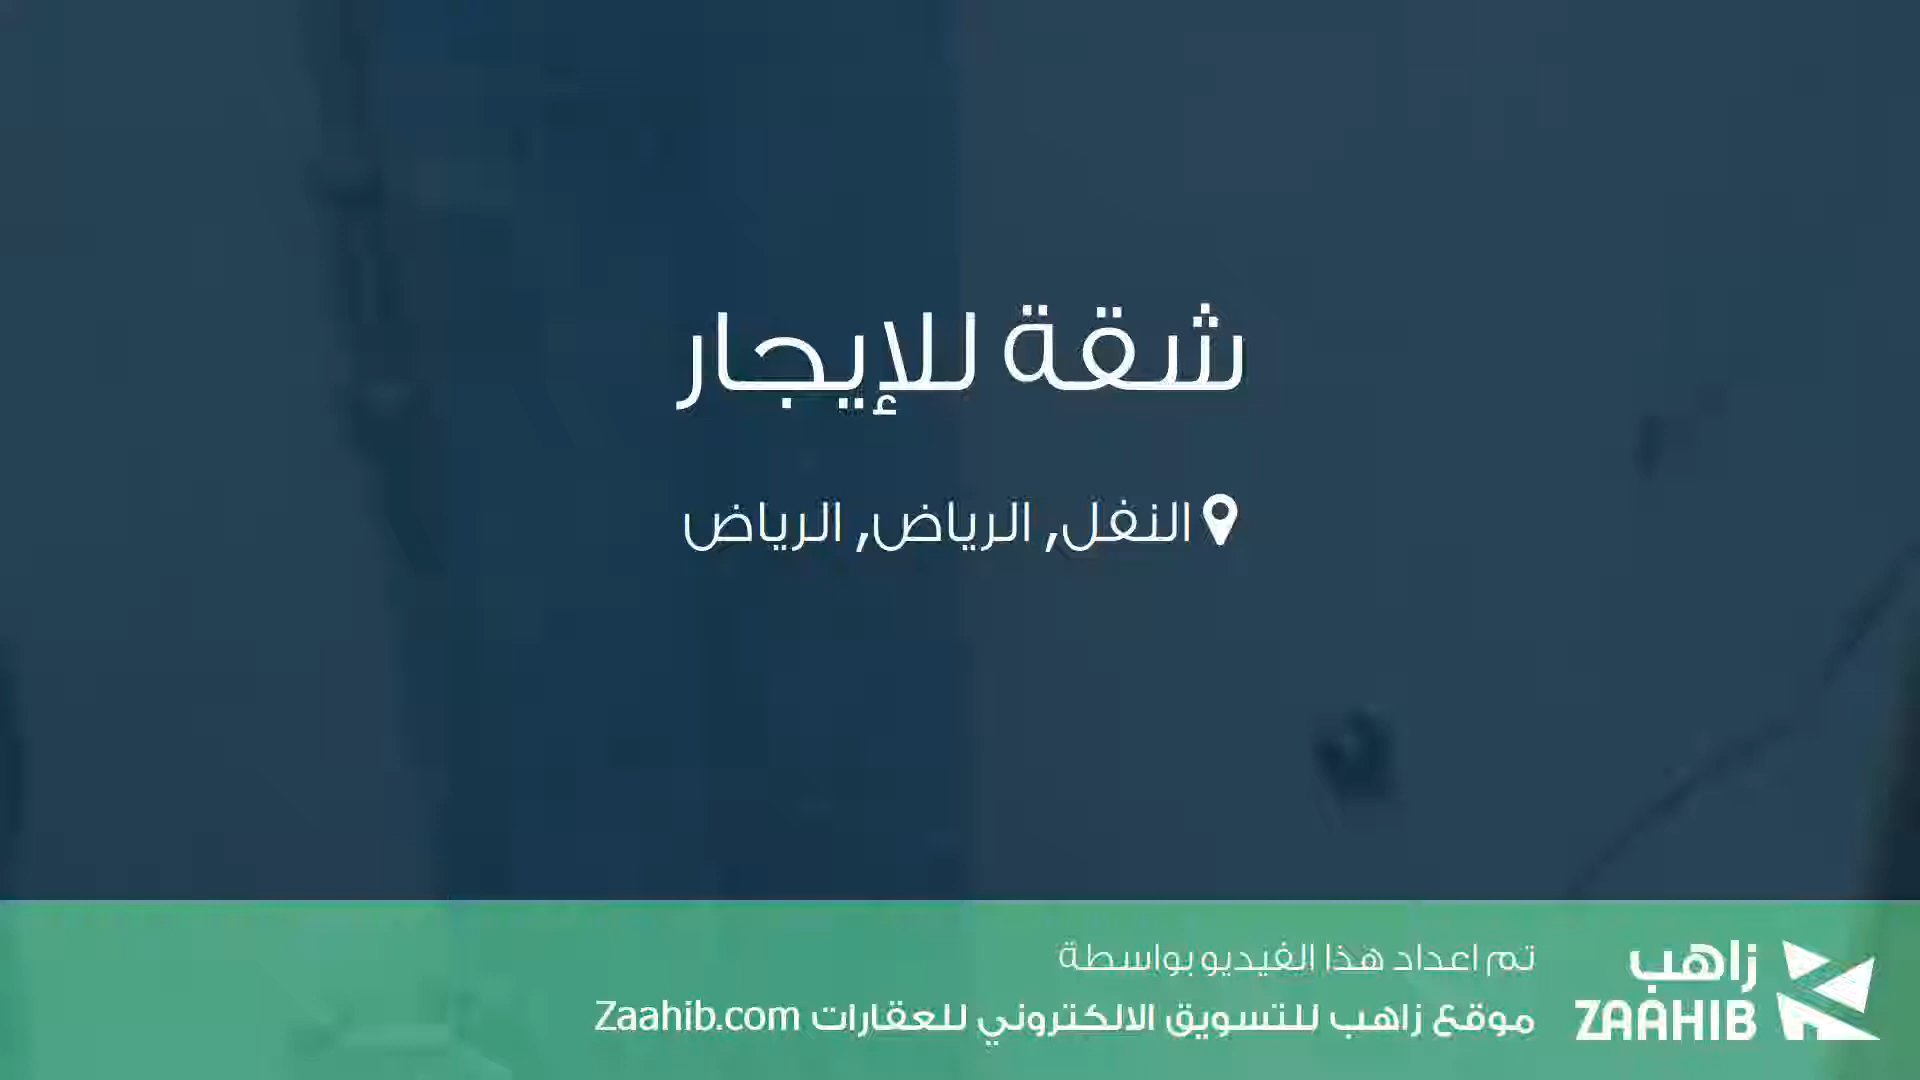 شقة للإيجار
النفل, الرياض, الرياض
تم اعداد هذا الفيديو بواسطة
موقع زاهب للتسويق الالكتروني للعقارات Zaahib.com
زاهب
ZAAHIB